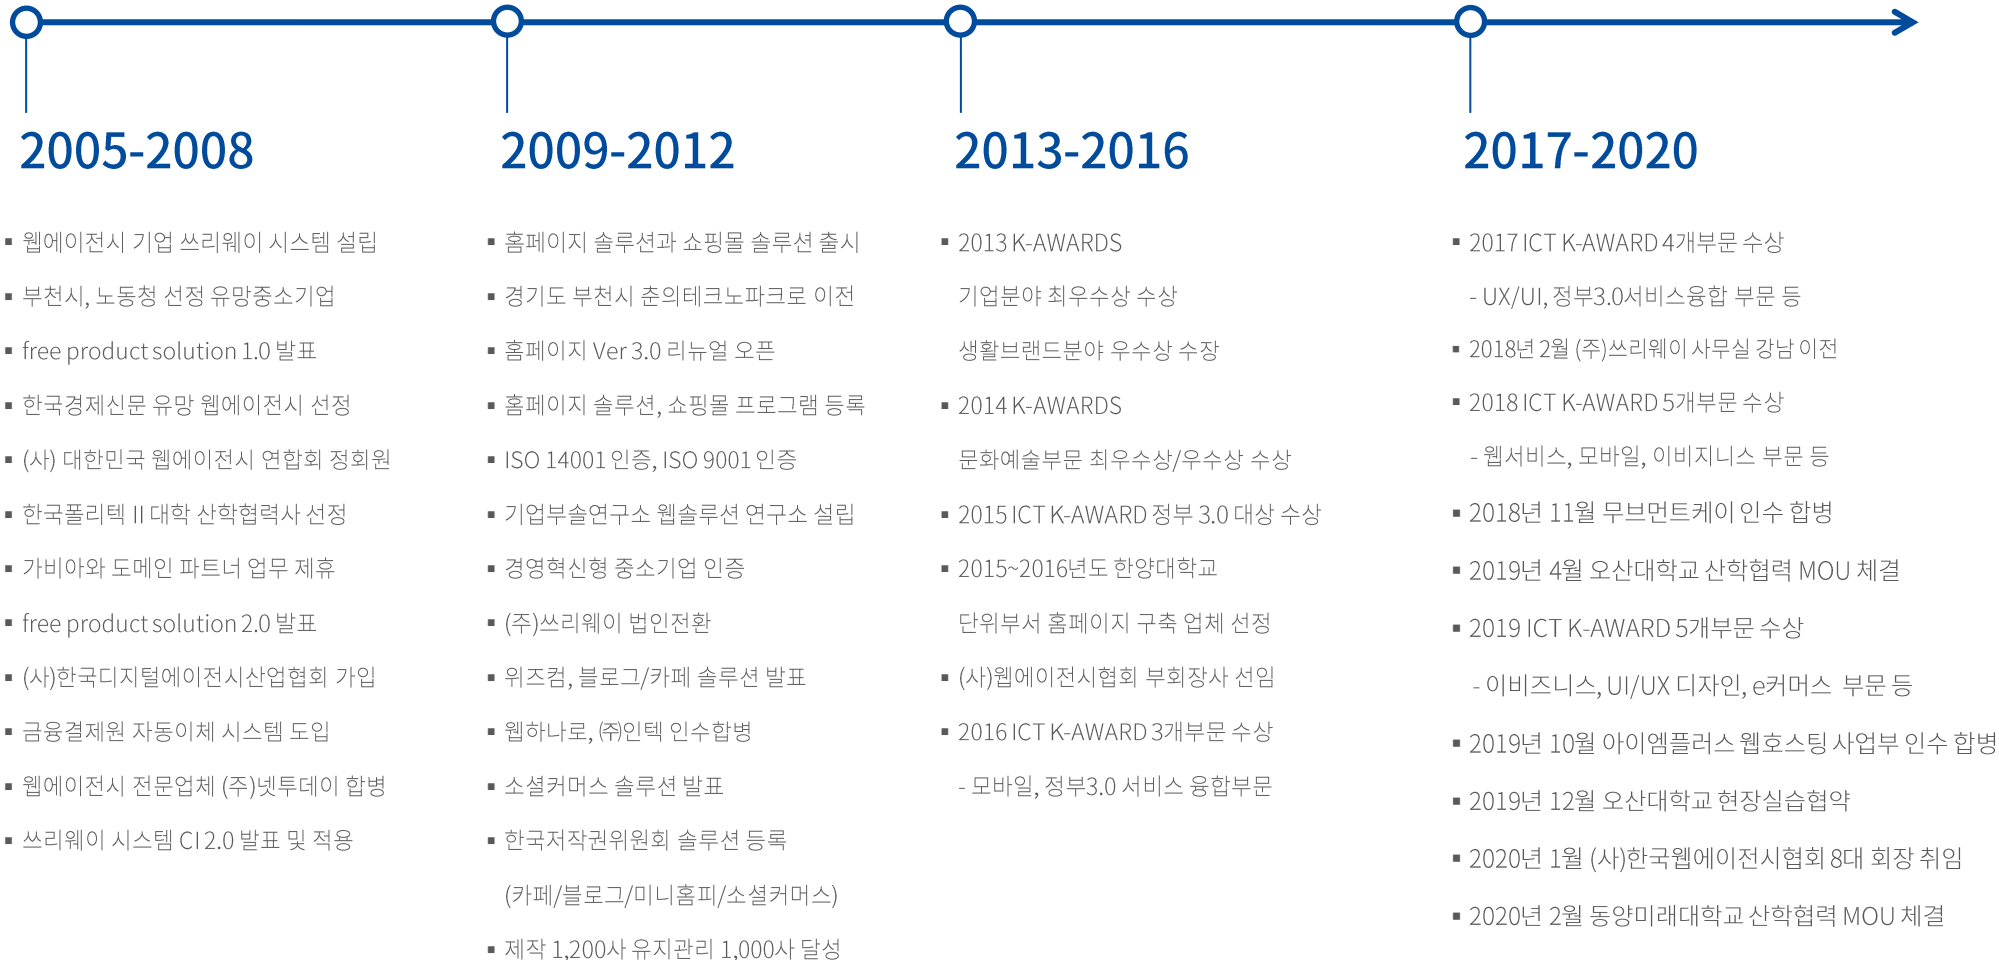 2005-2008
▪ 웹에이전시 기업 쓰리웨이 시스템 설립
▪ 부천시, 노동청 선정 유망중소기업
▪ free product solution 1.0 발표
▪ 한국경제신문 유망 웹에이전시 선정
▪ (사) 대한민국 웹에이전시 연합회 정회원
▪ 한국폴리텍 II 대학 산학협력사 선정
▪ 가비아와 도메인 파트너 업무 제휴
▪ free product solution 2.0 발표
▪ (사)한국디지털에이전시산업협회 가입
▪ 금융결제원 자동이체 시스템 도입
▪ 웹에이전시 전문업체 (주)넷투데이 합병
▪ 쓰리웨이 시스템 CI 2.0 발표 및 적용
2009-2012
▪ 홈페이지 솔루션과 쇼핑몰 솔루션 출시
▪ 경기도 부천시 춘의테크노파크로 이전
▪ 홈페이지 Ver 3.0 리뉴얼 오픈
▪ 홈페이지 솔루션, 쇼핑몰 프로그램 등록
▪ ISO 14001 인증, ISO 9001 인증
▪ 기업부솔연구소 웹솔루션 연구소 설립
▪ 경영혁신형 중소기업 인증
▪ (주)쓰리웨이 법인전환
▪ 위즈컴, 블로그/카페 솔루션 발표
▪ 웹하나로, ㈜인텍 인수합병
▪ 소셜커머스 솔루션 발표
▪ 한국저작권위원회 솔루션 등록
(카페/블로그/미니홈피/소셜커머스)
▪ 제작 1,200사 유지관리 1,000사 달성
2013-2016
▪ 2013 K-AWARDS
기업분야 최우수상 수상
생활브랜드분야 우수상 수장
▪ 2014 K-AWARDS
문화예술부문 최우수상/우수상 수상
▪ 2015 ICT K-AWARD 정부 3.0 대상 수상
▪ 2015~2016년도 한양대학교
단위부서 홈페이지 구축 업체 선정
▪ (사)웹에이전시협회 부회장사 선임
▪ 2016 ICT K-AWARD 3개부문 수상
- 모바일, 정부3.0 서비스 융합부문
2017-2020
▪ 2017 ICT K-AWARD 4개부문 수상
- UX/UI, 정부3.0서비스융합 부문 등
▪ 2018년 2월 (주)쓰리웨이 사무실 강남 이전
▪ 2018 ICT K-AWARD 5개부문 수상
- 웹서비스, 모바일, 이비지니스 부문 등
▪ 2018년 11월 무브먼트케이 인수 합병
▪ 2019년 4월 오산대학교 산학협력 MOU 체결
▪ 2019 ICT K-AWARD 5개부문 수상
- 이비즈니스, UI/UX 디자인, e커머스 부문 등
▪ 2019년 10월 아이엠플러스 웹호스팅 사업부 인수 합병
▪ 2019년 12월 오산대학교 현장실습협약
▪ 2020년 1월 (사)한국웹에이전시협회 8대 회장 취임
▪ 2020년 2월 동양미래대학교 산학협력 MOU 체결